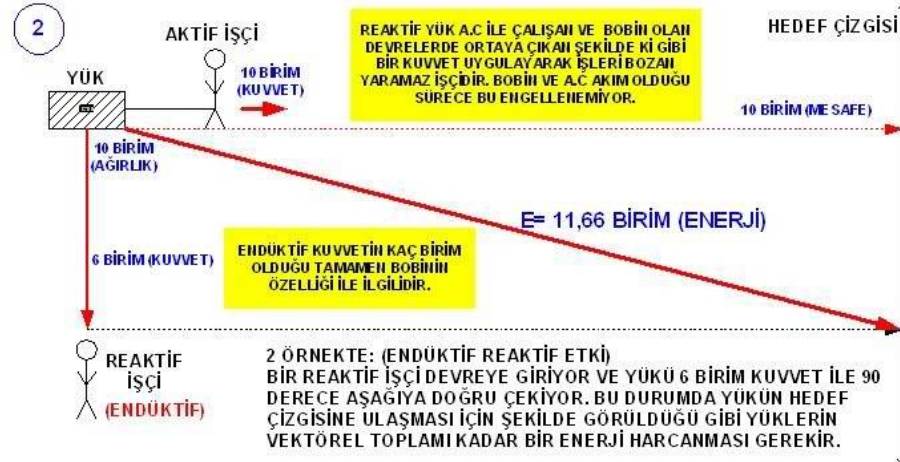 2
AKTİF İŞÇİ
YÜK
10 BİRİM
(KUVVET)
REAKTİF YÜK A.C İLE ÇALIŞAN VE BOBİN OLAN
DEVRELERDE ORTAYA ÇIKAN ŞEKİLDE Kİ GİBİ
BİR KUVVET UYGULAYARAK İŞLERİ BOZAN
YARAMAZ İŞÇİDİR. BOBİN VE A.C AKIM OLDUĞU
SÜRECE BU ENGELLENEMİYOR.
HEDEF ÇİZGİSİ
10 BİRİM (MESAFE)
10 BİRİM
(AĞIRLIK)
E= 11,66 BİRİM (ENERJİ)
6 BİRİM (KUVVET)
ENDÜKTİF KUVVETİN KAÇ BİRİM
OLDUĞU TAMAMEN BOBİNİN
ÖZELLİĞİ İLE İLGİLİDİR.
REAKTİF
İŞÇİ
(ENDÜKTİF)
2 ÖRNEKTE: (ENDÜKTİF REAKTİF ETKİ)
BİR REAKTİF İŞÇİ DEVREYE GİRİYOR VE YÜKÜ 6 BİRİM KUVVET İLE 90
DERECE AŞAĞIYA DOĞRU ÇEKİYOR. BU DURUMDA YÜKÜN HEDEF
ÇİZGİSİNE ULAŞMASI İÇİN ŞEKİLDE GÖRÜLDÜĞÜ GİBİ YÜKLERİN
VEKTÖREL TOPLAMI KADAR BİR ENERJİ HARCANMASI GEREKİR.